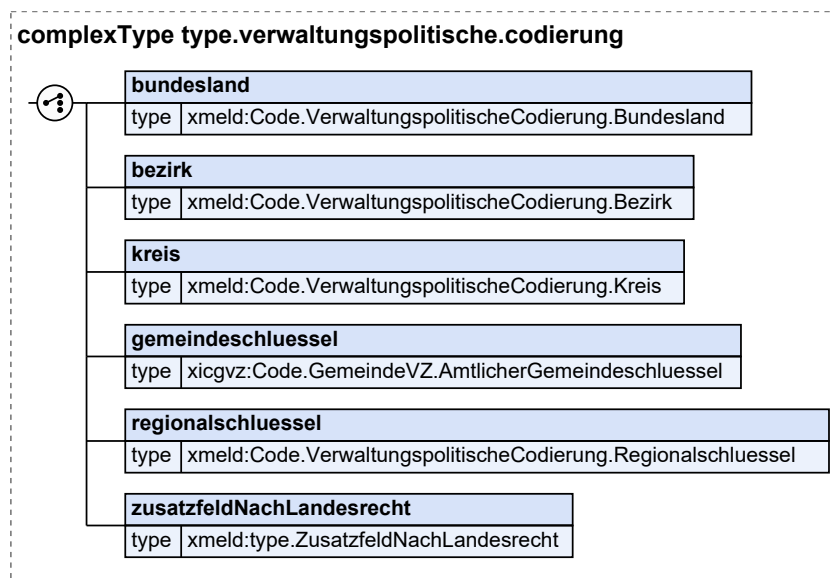 complexType type.verwaltungspolitische.codierung
bundesland
type xmeld:Code.VerwaltungspolitischeCodierung.Bundesland
bezirk
type xmeld:Code.VerwaltungspolitischeCodierung.Bezirk
kreis
type xmeld:Code.VerwaltungspolitischeCodierung.Kreis
gemeindeschluessel
type xicgvz:Code.GemeindeVZ.AmtlicherGemeindeschluessel
regionalschluessel
type xmeld:Code.VerwaltungspolitischeCodierung.Regionalschluessel
zusatzfeldNachLandesrecht
type xmeld:type.ZusatzfeldNachLandesrecht